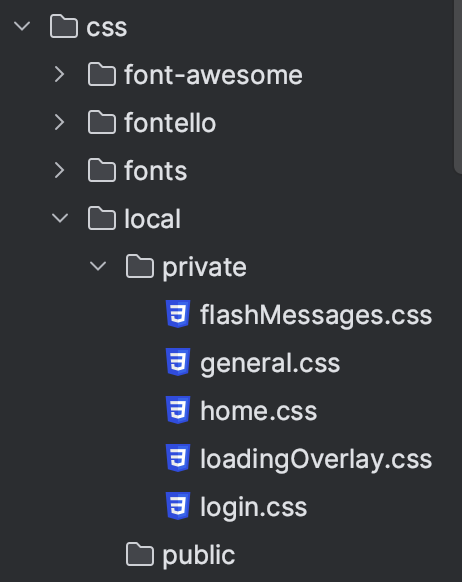 css
font-awesome
fontello
fonts
local
private
flashMessages.css
general.css
home.css
loadingOverlay.css
login.css
public